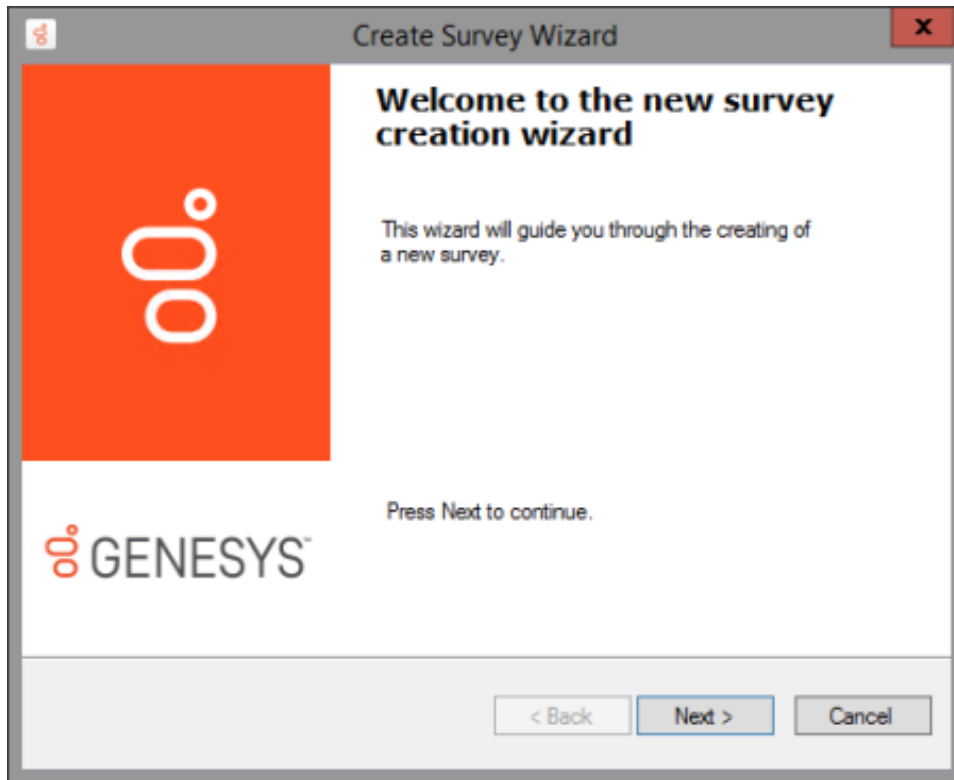 Create Survey Wizard
x
Welcome to the new survey
creation wizard
This wizard will guide you through the creating of
a new survey.
Press Next to continue.
GENESYS™
< Back Next > Cancel